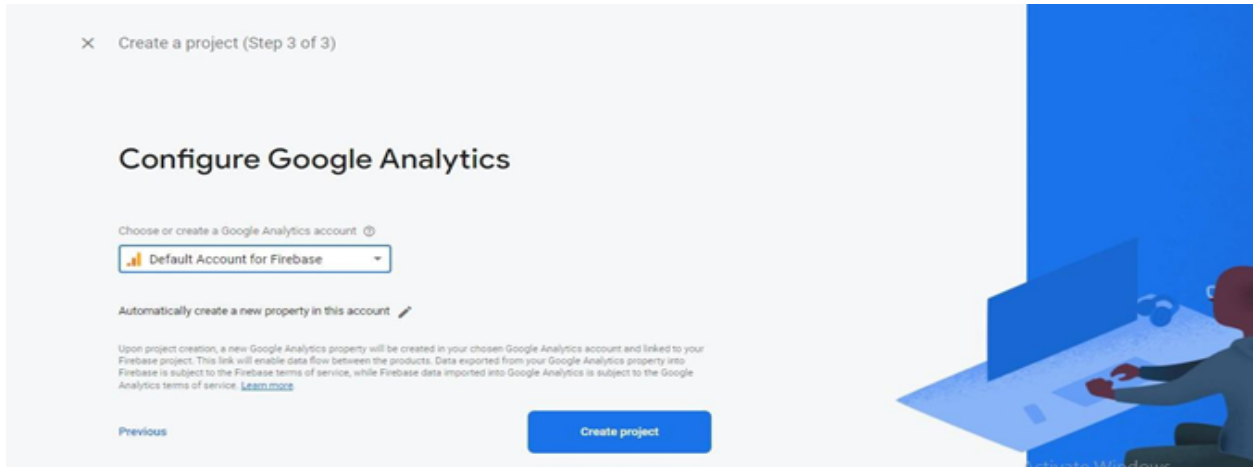 Create a project (Step 3 of 3)
Configure Google Analytics
Choose or create a Google Analytics account
Default Account for Firebase
Automatically create a new property in this account
Upon project creation, a new Google Analytics property will be created in your chosen Google Analytics account and linked to your
Firebase project. This link will enable data flow between the products. Data exported from your Google Analytics property into
Firebase is subject to the Firebase terms of service, while Firebase data imported into Google Analytics is subject to the Google
Analytics terms of service. Learn more
Previous
Create project
Activate Windows